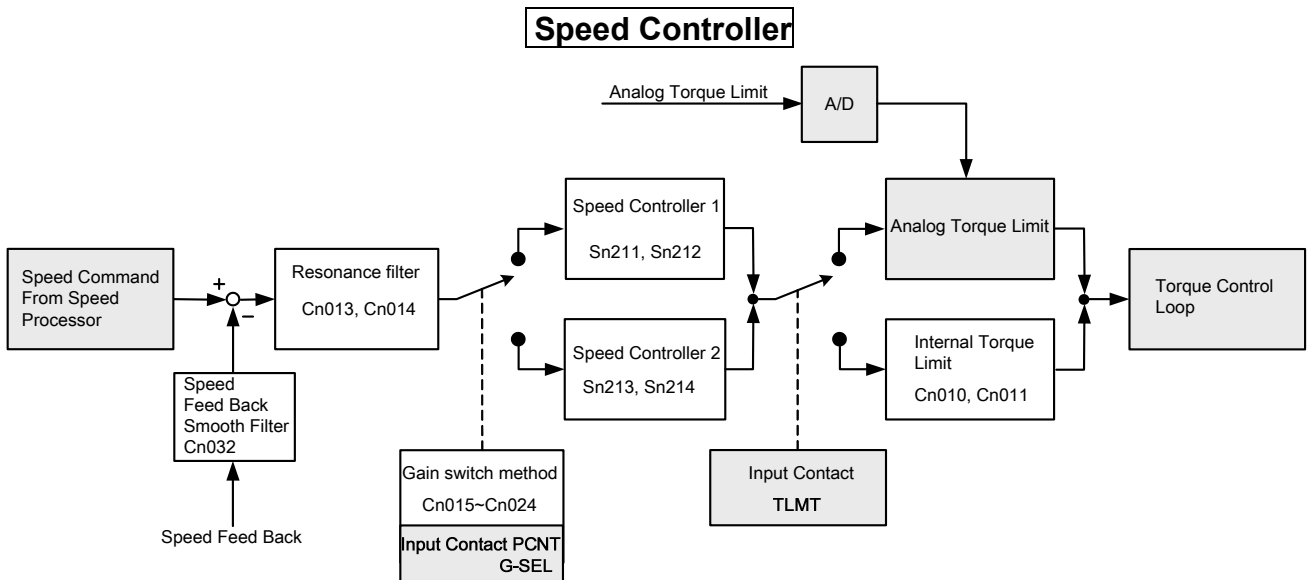 Speed Controller
Analog Torque Limit
A/D
Speed Command
From Speed
Processor
+
−
Resonance filter
Cn013, Cn014
Speed Controller 1
Sn211, Sn212
Speed Controller 2
Sn213, Sn214
Analog Torque Limit
Internal Torque
Limit
Cn010, Cn011
Torque Control
Loop
Speed
Feed Back
Smooth Filter
Cn032
Speed Feed Back
Gain switch method
Cn015~Cn024
Input Contact PCNT
G-SEL
Input Contact
TLMT